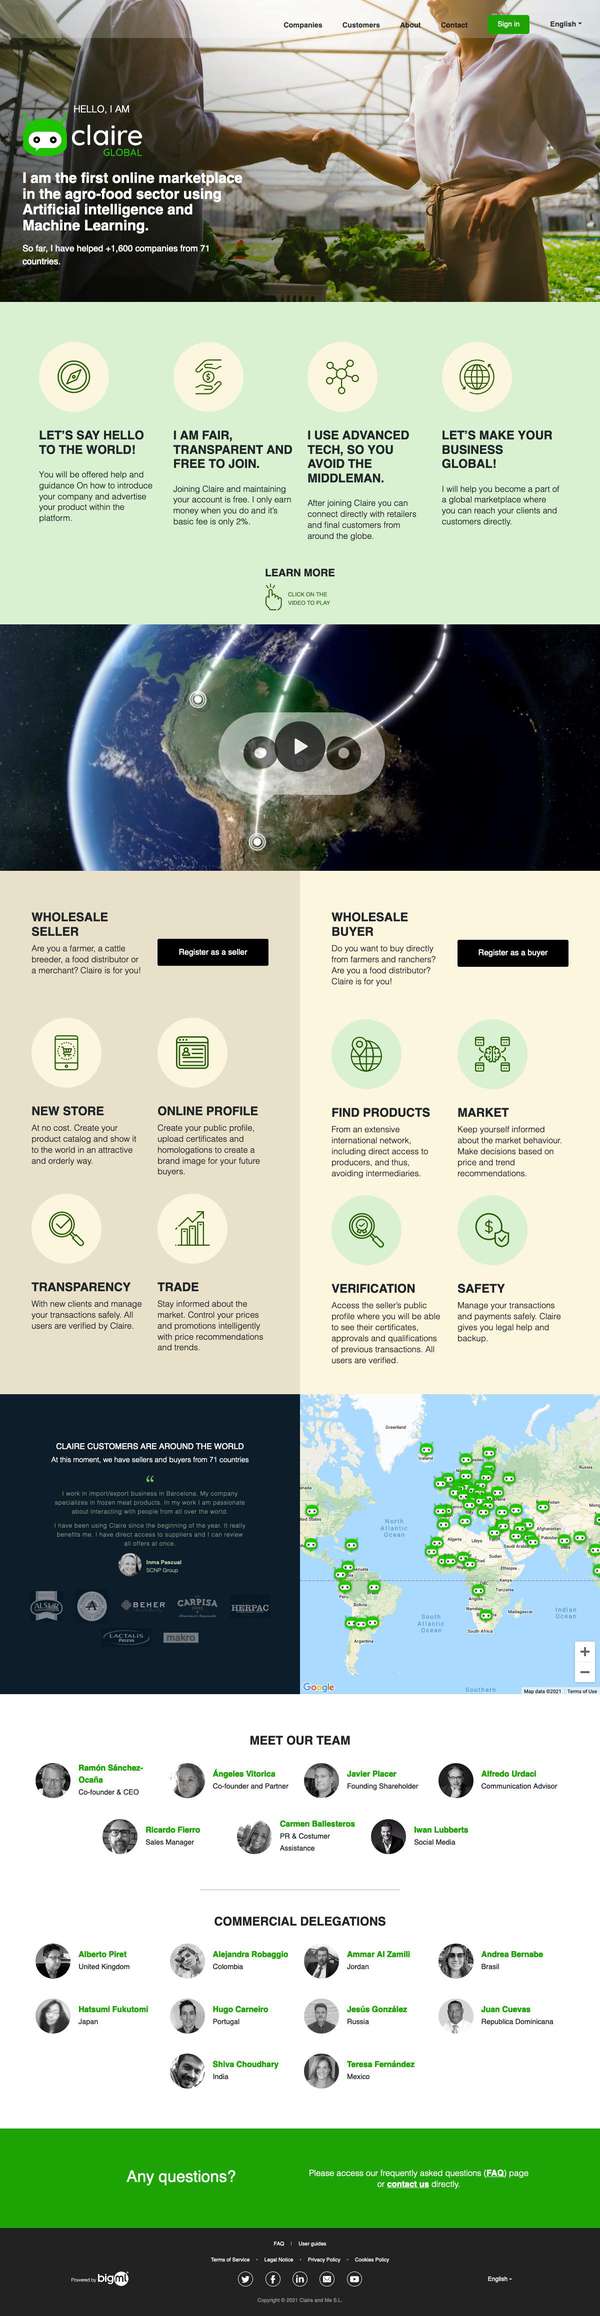 Companies
Customers
About
Contact
Sign in
English
HELLO, I AM
claire
GLOBAL
I am the first online marketplace
in the agro-food sector using
Artificial intelligence and
Machine Learning.
So far, I have helped +1,600 companies from 71
countries.
LET'S SAY HELLO
TO THE WORLD!
You will be offered help and
guidance On how to introduce
your company and advertise
your product within the
platform.
I AM FAIR,
TRANSPARENT AND
FREE TO JOIN.
Joining Claire and maintaining
your account is free. I only earn
money when you do and it's
basic fee is only 2%.
I USE ADVANCED
TECH, SO YOU
AVOID THE
MIDDLEMAN.
After joining Claire you can
connect directly with retailers
and final customers from
around the globe.
LET'S MAKE YOUR
BUSINESS
GLOBAL!
I will help you become a part of
a global marketplace where
you can reach your clients and
customers directly.
LEARN MORE
CLICK ON THE
VIDEO TO PLAY
WHOLESALE
SELLER
Are you a farmer, a cattle
breeder, a food distributor or
a merchant? Claire is for you!
Register as a seller
NEW STORE
At no cost. Create your
product catalog and show it
to the world in an attractive
and orderly way.
ONLINE PROFILE
Create your public profile,
upload certificates and
homologations to create a
brand image for your future
buyers.
TRANSPARENCY
With new clients and manage
your transactions safely. All
users are verified by Claire.
TRADE
Stay informed about the
market. Control your prices
and promotions intelligently
with price recommendations
and trends.
WHOLESALE
BUYER
Do you want to buy directly
from farmers and ranchers?
Are you a food distributor?
Claire is for you!
Register as a buyer
FIND PRODUCTS
From an extensive
international network,
including direct access to
producers, and thus,
avoiding intermediaries.
MARKET
Keep yourself informed
about the market behaviour.
Make decisions based on
price and trend
recommendations.
VERIFICATION
Access the seller's public
profile where you will be able
to see their certificates,
approvals and qualifications
of previous transactions. All
users are verified.
SAFETY
Manage your transactions
and payments safely. Claire
gives you legal help and
backup.
CLAIRE CUSTOMERS ARE AROUND THE WORLD
At this moment, we have sellers and buyers from 71 countries
“
I work in import/export business in Barcelona. My company
specializes in frozen meat products. In my work I am passionate
about interacting with people from all over the world.
I have been using Claire since the beginning of the year. It really
benefits me. I have direct access to suppliers and I can review
all offers at once.
Inma Pascual
SCNP Group
BEHER
CARPISA
HERPAC
LACTALIS
makro
Greenland
Iceland
Russia
North
Atlantic
Ocean
Algeria
Libya
Saudi Arabia
Afghanistan
Ethiopia
Kenya
Tanzania
Angola
Madagascar
South Africa
Peru
Bolivia
Argentina
South
Atlantic
Ocean
Indian
Ocean
Southern
Google
Map data ©2021
Terms of Use
MEET OUR TEAM
Ramón Sánchez-
Ocaña
Co-founder & CEO
Ángeles Vitorica
Co-founder and Partner
Javier Placer
Founding Shareholder
Alfredo Urdaci
Communication Advisor
Ricardo Fierro
Sales Manager
Carmen Ballesteros
PR & Costumer
Assistance
Iwan Lubberts
Social Media
COMMERCIAL DELEGATIONS
Alberto Piret
United Kingdom
Alejandra Robaggio
Colombia
Ammar Al Zamili
Jordan
Andrea Bernabe
Brasil
Hatsumi Fukutomi
Japan
Hugo Carneiro
Portugal
Jesús González
Russia
Juan Cuevas
Republica Dominicana
Shiva Choudhary
India
Teresa Fernández
Mexico
Any questions?
Please access our frequently asked questions (FAQ) page
or contact us directly.
FAQ | User guides
Terms of Service · Legal Notice · Privacy Policy · Cookies Policy
Powered by bigml
English
Copyright © 2021 Claire and Me S.L.